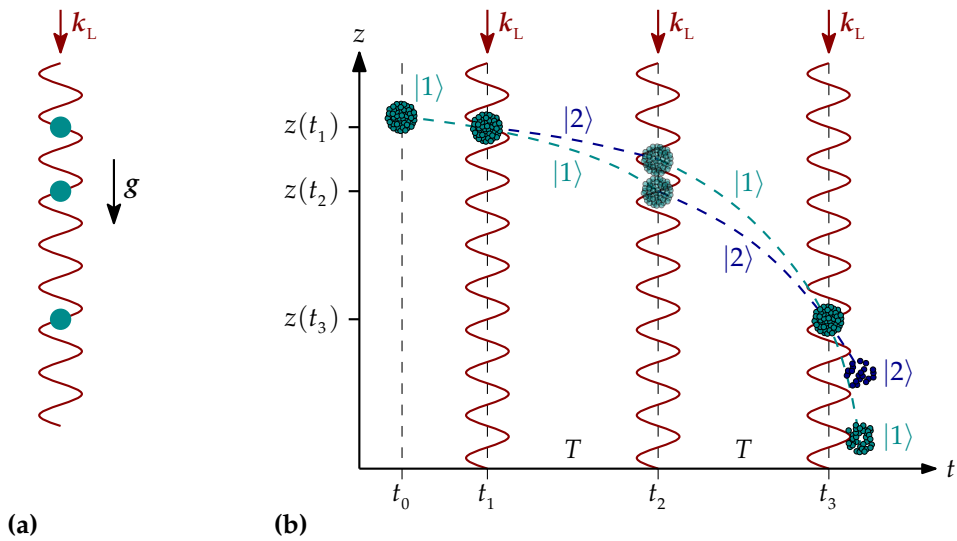 k_L
g
(a)
k_L
k_L
k_L
z
|1⟩
z(t_1)
|2⟩
|1⟩
|1⟩
z(t_2)
|2⟩
z(t_3)
|2⟩
|1⟩
T
T
t
t_0
t_1
t_2
t_3
(b)